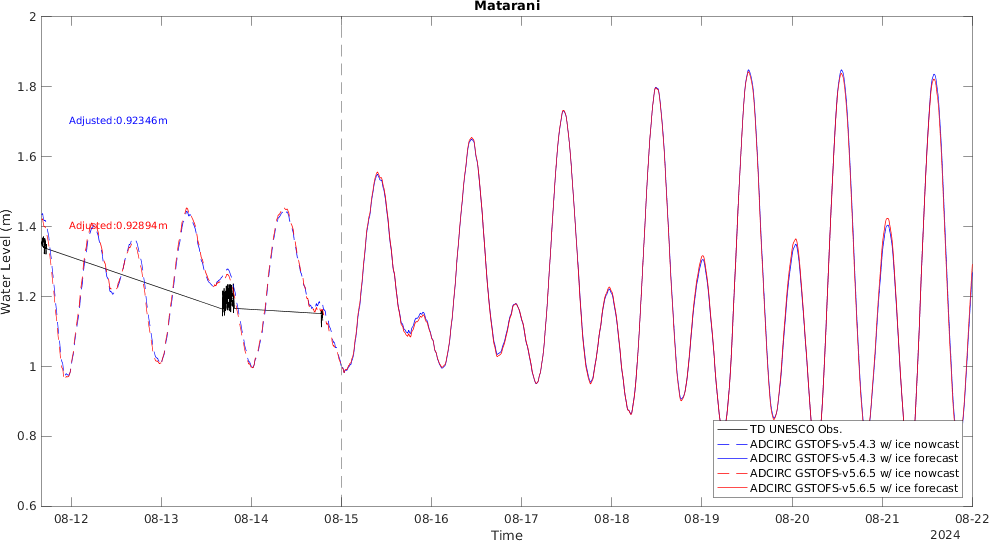 Matarani
2
1.8
1.6
1.4
1.2
1
0.8
0.6
Water Level (m)
Adjusted:0.92346m
Adjusted:0.92894m
TD UNESCO Obs.
ADCIRC GSTOFS-v5.4.3 w/ ice nowcast
ADCIRC GSTOFS-v5.4.3 w/ ice forecast
ADCIRC GSTOFS-v5.6.5 w/ ice nowcast
ADCIRC GSTOFS-v5.6.5 w/ ice forecast
08-12 08-13 08-14 08-15 08-16 08-17 08-18 08-19 08-20 08-21 08-22
Time
2024